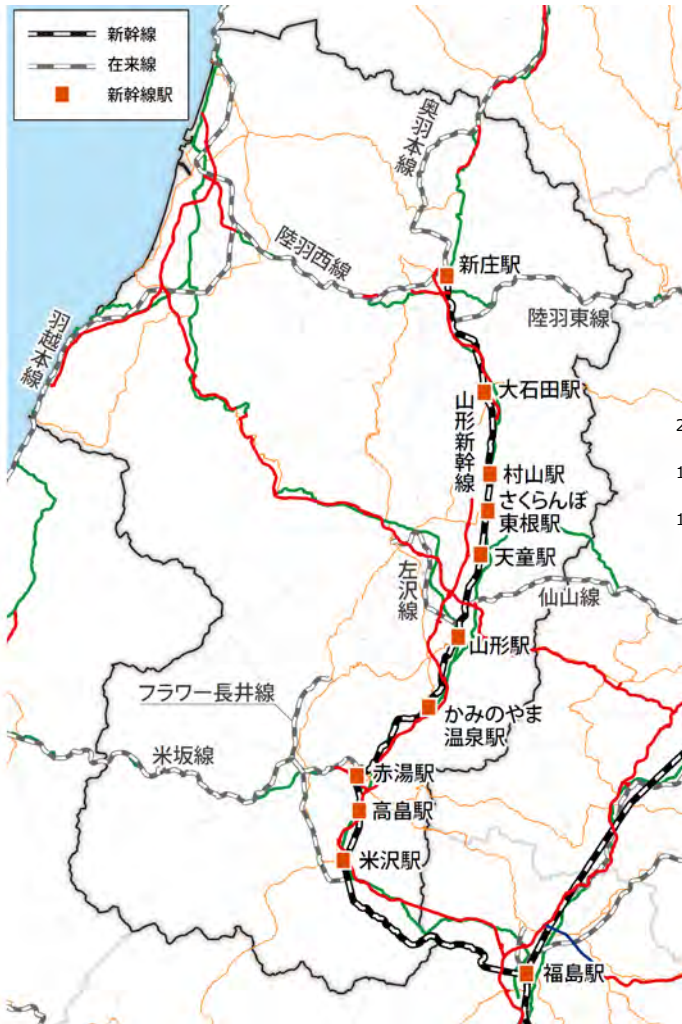 新幹線
在来線
新幹線駅
奥羽本線
陸羽西線
新庄駅
陸羽東線
羽越本線
大石田駅
山形新幹線
2
村山駅
1
さくらんぼ
東根駅
1
天童駅
左沢線
仙山線
山形駅
フラワー長井線
かみのやま
温泉駅
米坂線
赤湯駅
高畠駅
米沢駅
福島駅